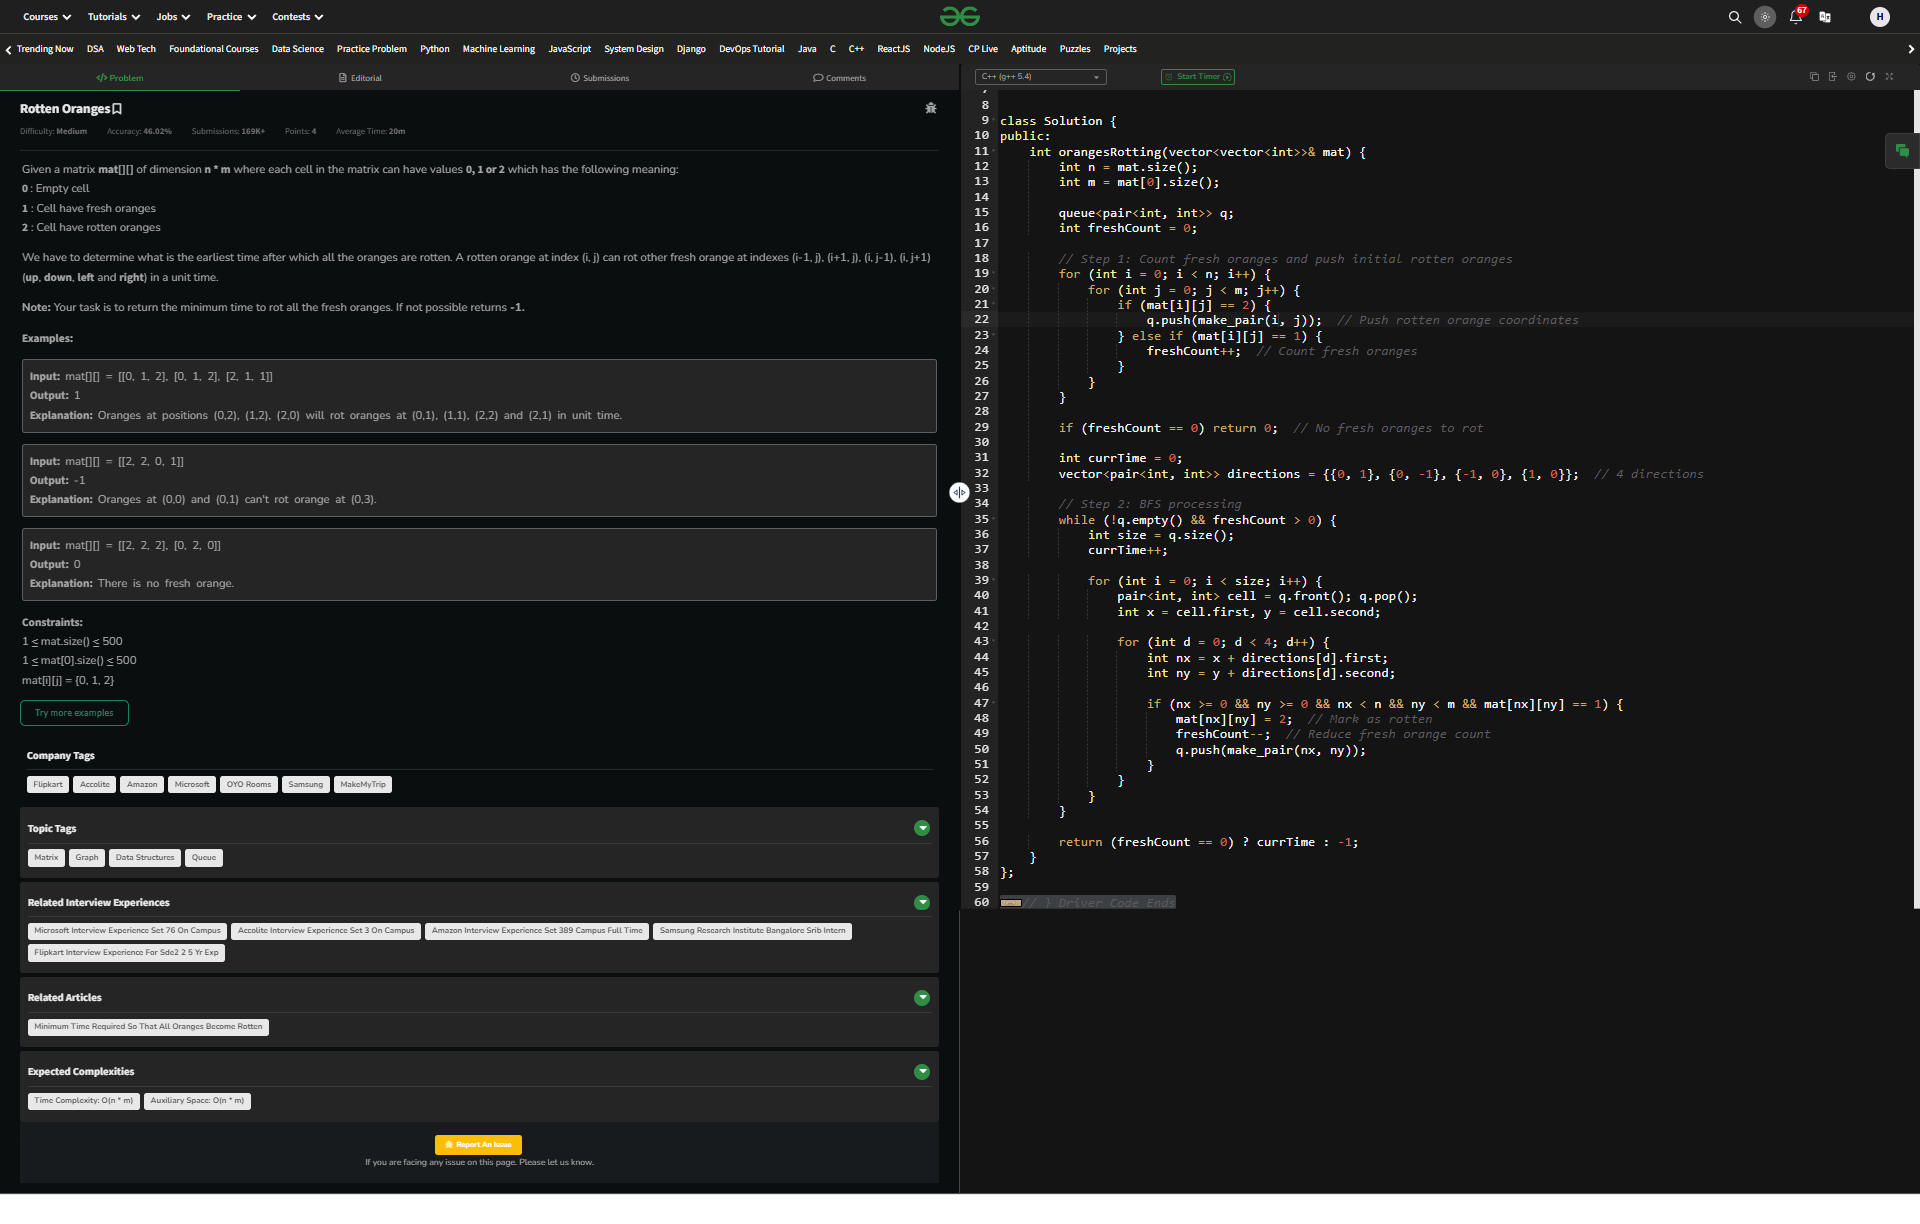 Courses Tutorials Jobs Practice Contests
67
H
Trending Now DSA Web Tech Foundational Courses Data Science Practice Problem Python Machine Learning JavaScript System Design Django DevOps Tutorial Java C C++ ReactJS NodeJS CP Live Aptitude Puzzles Projects
</> Problem Editorial Submissions Comments
Rotten Oranges
Difficulty: Medium Accuracy: 46.02% Submissions: 169K+ Points: 4 Average Time: 20m
Given a matrix mat[][] of dimension n * m where each cell in the matrix can have values 0, 1 or 2 which has the following meaning:
0 : Empty cell
1 : Cell have fresh oranges
2 : Cell have rotten oranges
We have to determine what is the earliest time after which all the oranges are rotten. A rotten orange at index (i, j) can rot other fresh orange at indexes (i-1, j), (i+1, j), (i, j-1), (i, j+1)
(up, down, left and right) in a unit time.
Note: Your task is to return the minimum time to rot all the fresh oranges. If not possible returns -1.
Examples:
Input: mat[][] = [[0, 1, 2], [0, 1, 2], [2, 1, 1]]
Output: 1
Explanation: Oranges at positions (0,2), (1,2), (2,0) will rot oranges at (0,1), (1,1), (2,2) and (2,1) in unit time.
Input: mat[][] = [[2, 2, 0, 1]]
Output: -1
Explanation: Oranges at (0,0) and (0,1) can't rot orange at (0,3).
Input: mat[][] = [[2, 2, 2], [0, 2, 0]]
Output: 0
Explanation: There is no fresh orange.
Constraints:
1 ≤ mat.size() ≤ 500
1 ≤ mat[0].size() ≤ 500
mat[i][j] = {0, 1, 2}
Try more examples
Company Tags
Flipkart Accolite Amazon Microsoft OYO Rooms Samsung MakeMyTrip
Topic Tags
Matrix Graph Data Structures Queue
Related Interview Experiences
Microsoft Interview Experience Set 76 On Campus Accolite Interview Experience Set 3 On Campus Amazon Interview Experience Set 389 Campus Full Time Samsung Research Institute Bangalore Srib Intern
Flipkart Interview Experience For Sde2 2 5 Yr Exp
Related Articles
Minimum Time Required So That All Oranges Become Rotten
Expected Complexities
Time Complexity: O(n * m) Auxiliary Space: O(n * m)
Report An Issue
If you are facing any issue on this page. Please let us know.
C++ (g++ 5.4) Start Timer
8
9 class Solution {
10 public:
11 int orangesRotting(vector<vector<int>>& mat) {
12 int n = mat.size();
13 int m = mat[0].size();
14
15 queue<pair<int, int>> q;
16 int freshCount = 0;
17
18 // Step 1: Count fresh oranges and push initial rotten oranges
19 for (int i = 0; i < n; i++) {
20 for (int j = 0; j < m; j++) {
21 if (mat[i][j] == 2) {
22 q.push(make_pair(i, j)); // Push rotten orange coordinates
23 } else if (mat[i][j] == 1) {
24 freshCount++; // Count fresh oranges
25 }
26 }
27 }
28
29 if (freshCount == 0) return 0; // No fresh oranges to rot
30
31 int currTime = 0;
32 vector<pair<int, int>> directions = {{0, 1}, {0, -1}, {-1, 0}, {1, 0}}; // 4 directions
33
34 // Step 2: BFS processing
35 while (!q.empty() && freshCount > 0) {
36 int size = q.size();
37 currTime++;
38
39 for (int i = 0; i < size; i++) {
40 pair<int, int> cell = q.front(); q.pop();
41 int x = cell.first, y = cell.second;
42
43 for (int d = 0; d < 4; d++) {
44 int nx = x + directions[d].first;
45 int ny = y + directions[d].second;
46
47 if (nx >= 0 && ny >= 0 && nx < n && ny < m && mat[nx][ny] == 1) {
48 mat[nx][ny] = 2; // Mark as rotten
49 freshCount--; // Reduce fresh orange count
50 q.push(make_pair(nx, ny));
51 }
52 }
53 }
54 }
55
56 return (freshCount == 0) ? currTime : -1;
57 }
58 };
59
60 // } Driver Code Ends